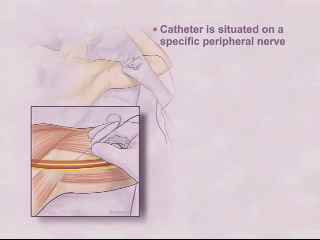 • Catheter is situated on a
specific peripheral nerve